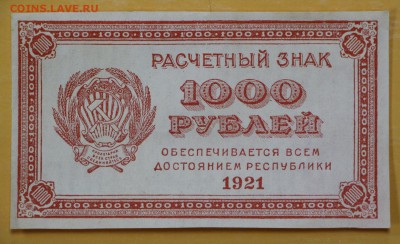 COINS.LAVE.RU
РАСЧЕТНЫЙ ЗНАК
1000
РУБЛЕЙ
ОБЕСПЕЧИВАЕТСЯ ВСЕМ
ДОСТОЯНИЕМ РЕСПУБЛИКИ
1921